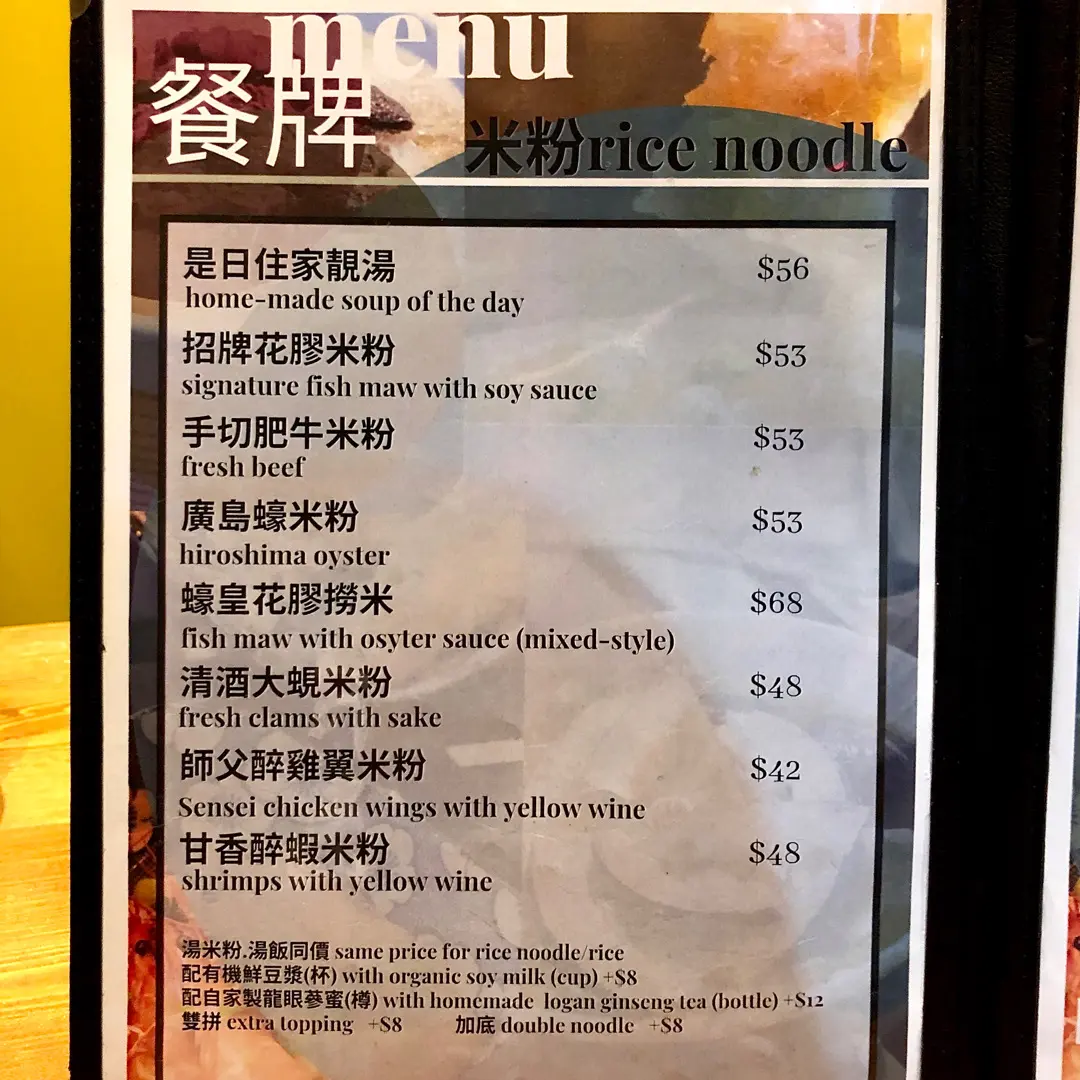 menu
餐牌
米粉rice noodle
是日住家靚湯 $56
home-made soup of the day
招牌花膠米粉 $53
signature fish maw with soy sauce
手切肥牛米粉 $53
fresh beef
廣島蠔米粉 $53
hiroshima oyster
蠔皇花膠撈米 $68
fish maw with osyter sauce (mixed-style)
清酒大蜆米粉 $48
fresh clams with sake
師父醉雞翼米粉 $42
Sensei chicken wings with yellow wine
甘香醉蝦米粉 $48
shrimps with yellow wine
湯米粉.湯飯同價 same price for rice noodle/rice
配有機鮮豆漿(杯) with organic soy milk (cup) +$8
配自家製龍眼蔘蜜(樽) with homemade logan ginseng tea (bottle) +$12
雙拼 extra topping +$8 加底 double noodle +$8